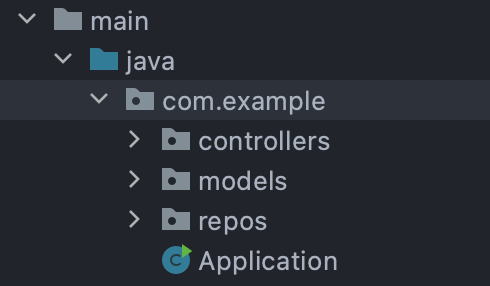 main
java
com.example
controllers
models
repos
Application